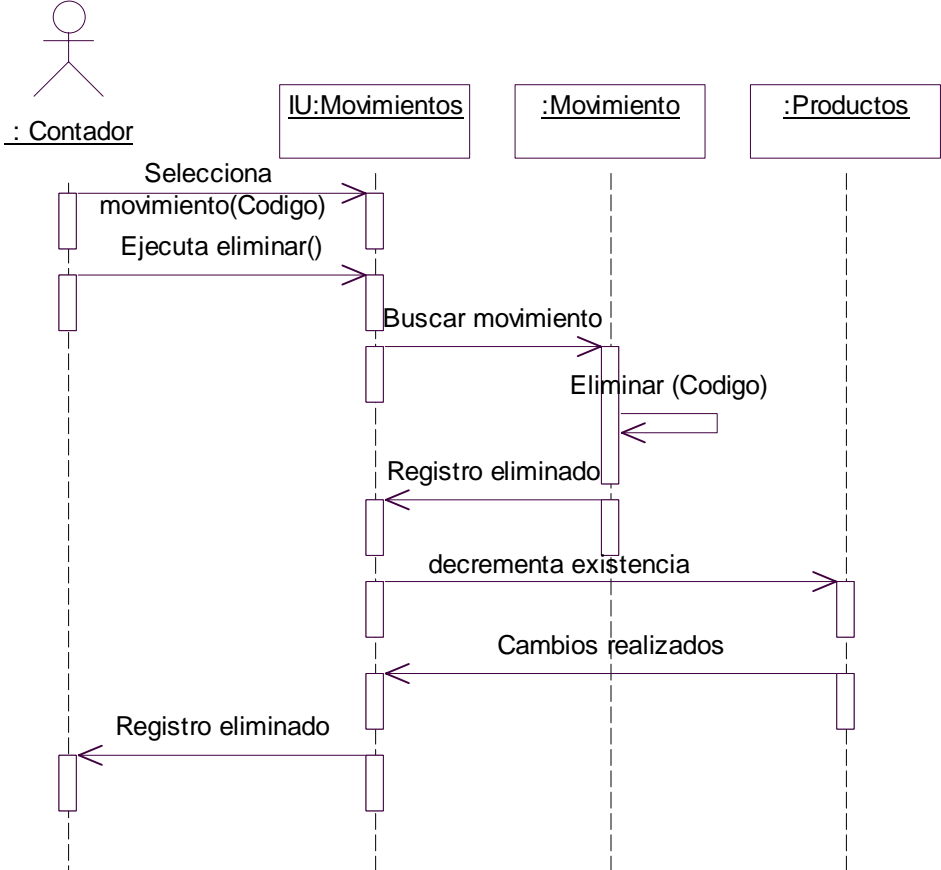 : Contador
IU:Movimientos
:Movimiento
:Productos
Selecciona
movimiento(Codigo)
Ejecuta eliminar()
Buscar movimiento
Eliminar (Codigo)
Registro eliminado
decrementa existencia
Cambios realizados
Registro eliminado